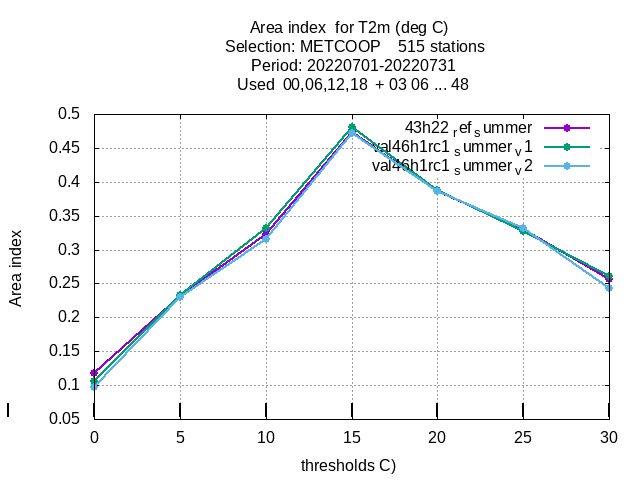 Area index for T2m (deg C)
Selection: METCOOP 515 stations
Period: 20220701-20220731
Used 00,06,12,18 + 03 06 ... 48
0.5
0.45
0.4
0.35
0.3
0.25
0.2
0.15
0.1
0.05
Area index
43h22 ref summer
val46h1rc1 summer v1
val46h1rc1 summer v2
0 5 10 15 20 25 30
thresholds C)